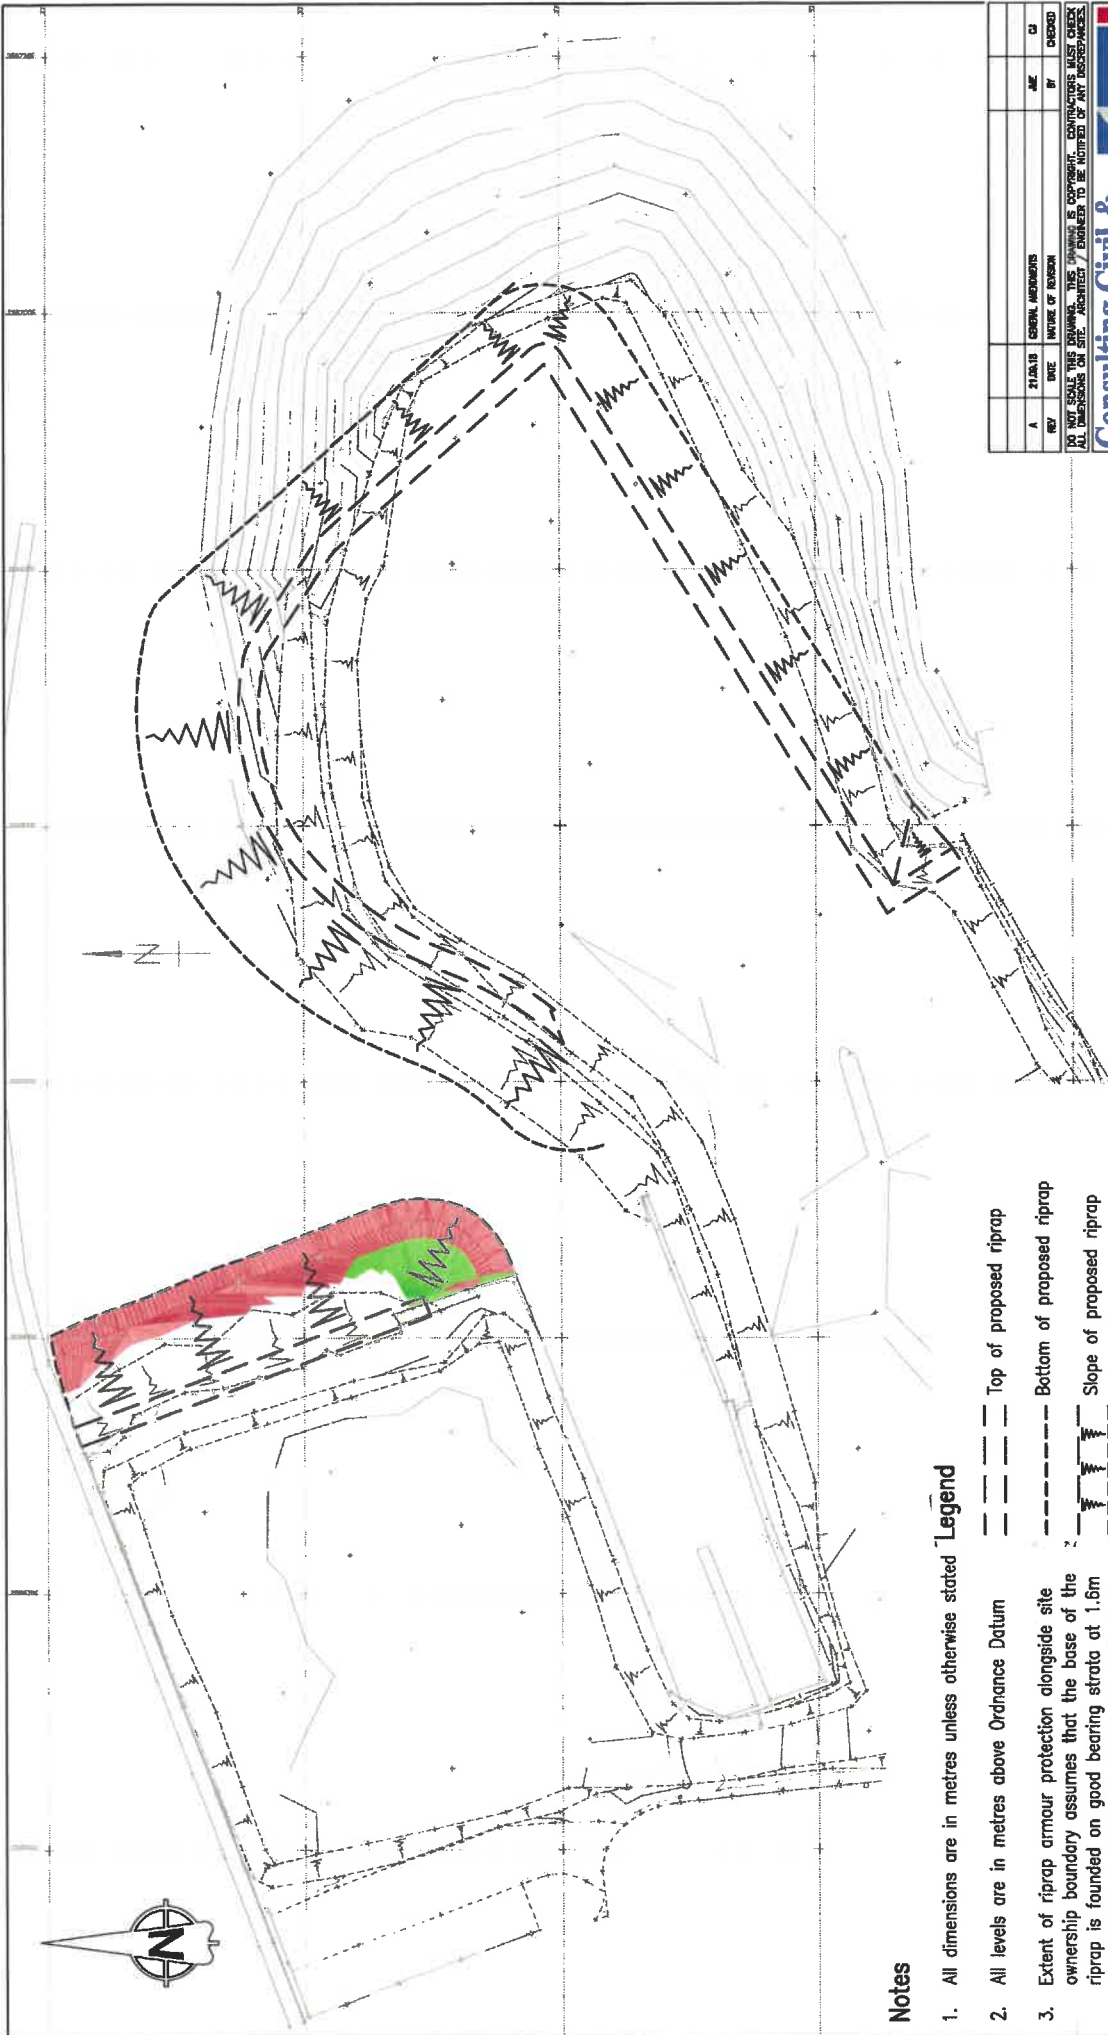 N
N
Notes
1. All dimensions are in metres unless otherwise stated
2. All levels are in metres above Ordnance Datum
3. Extent of riprap armour protection alongside site
ownership boundary assumes that the base of the
riprap is founded on good bearing strata at 1.6m
Legend
Top of proposed riprap
Bottom of proposed riprap
Slope of proposed riprap
A 21.09.18 GENERAL AMENDMENTS CJ
REV DATE NATURE OF REVISION BY CHECKED
DO NOT SCALE THIS DRAWING. THIS DRAWING IS COPYRIGHT. CONTRACTORS MUST CHECK
ALL DIMENSIONS ON SITE. ARCHITECT / ENGINEER TO BE NOTIFIED OF ANY DISCREPANCIES.
Consulting Civil &